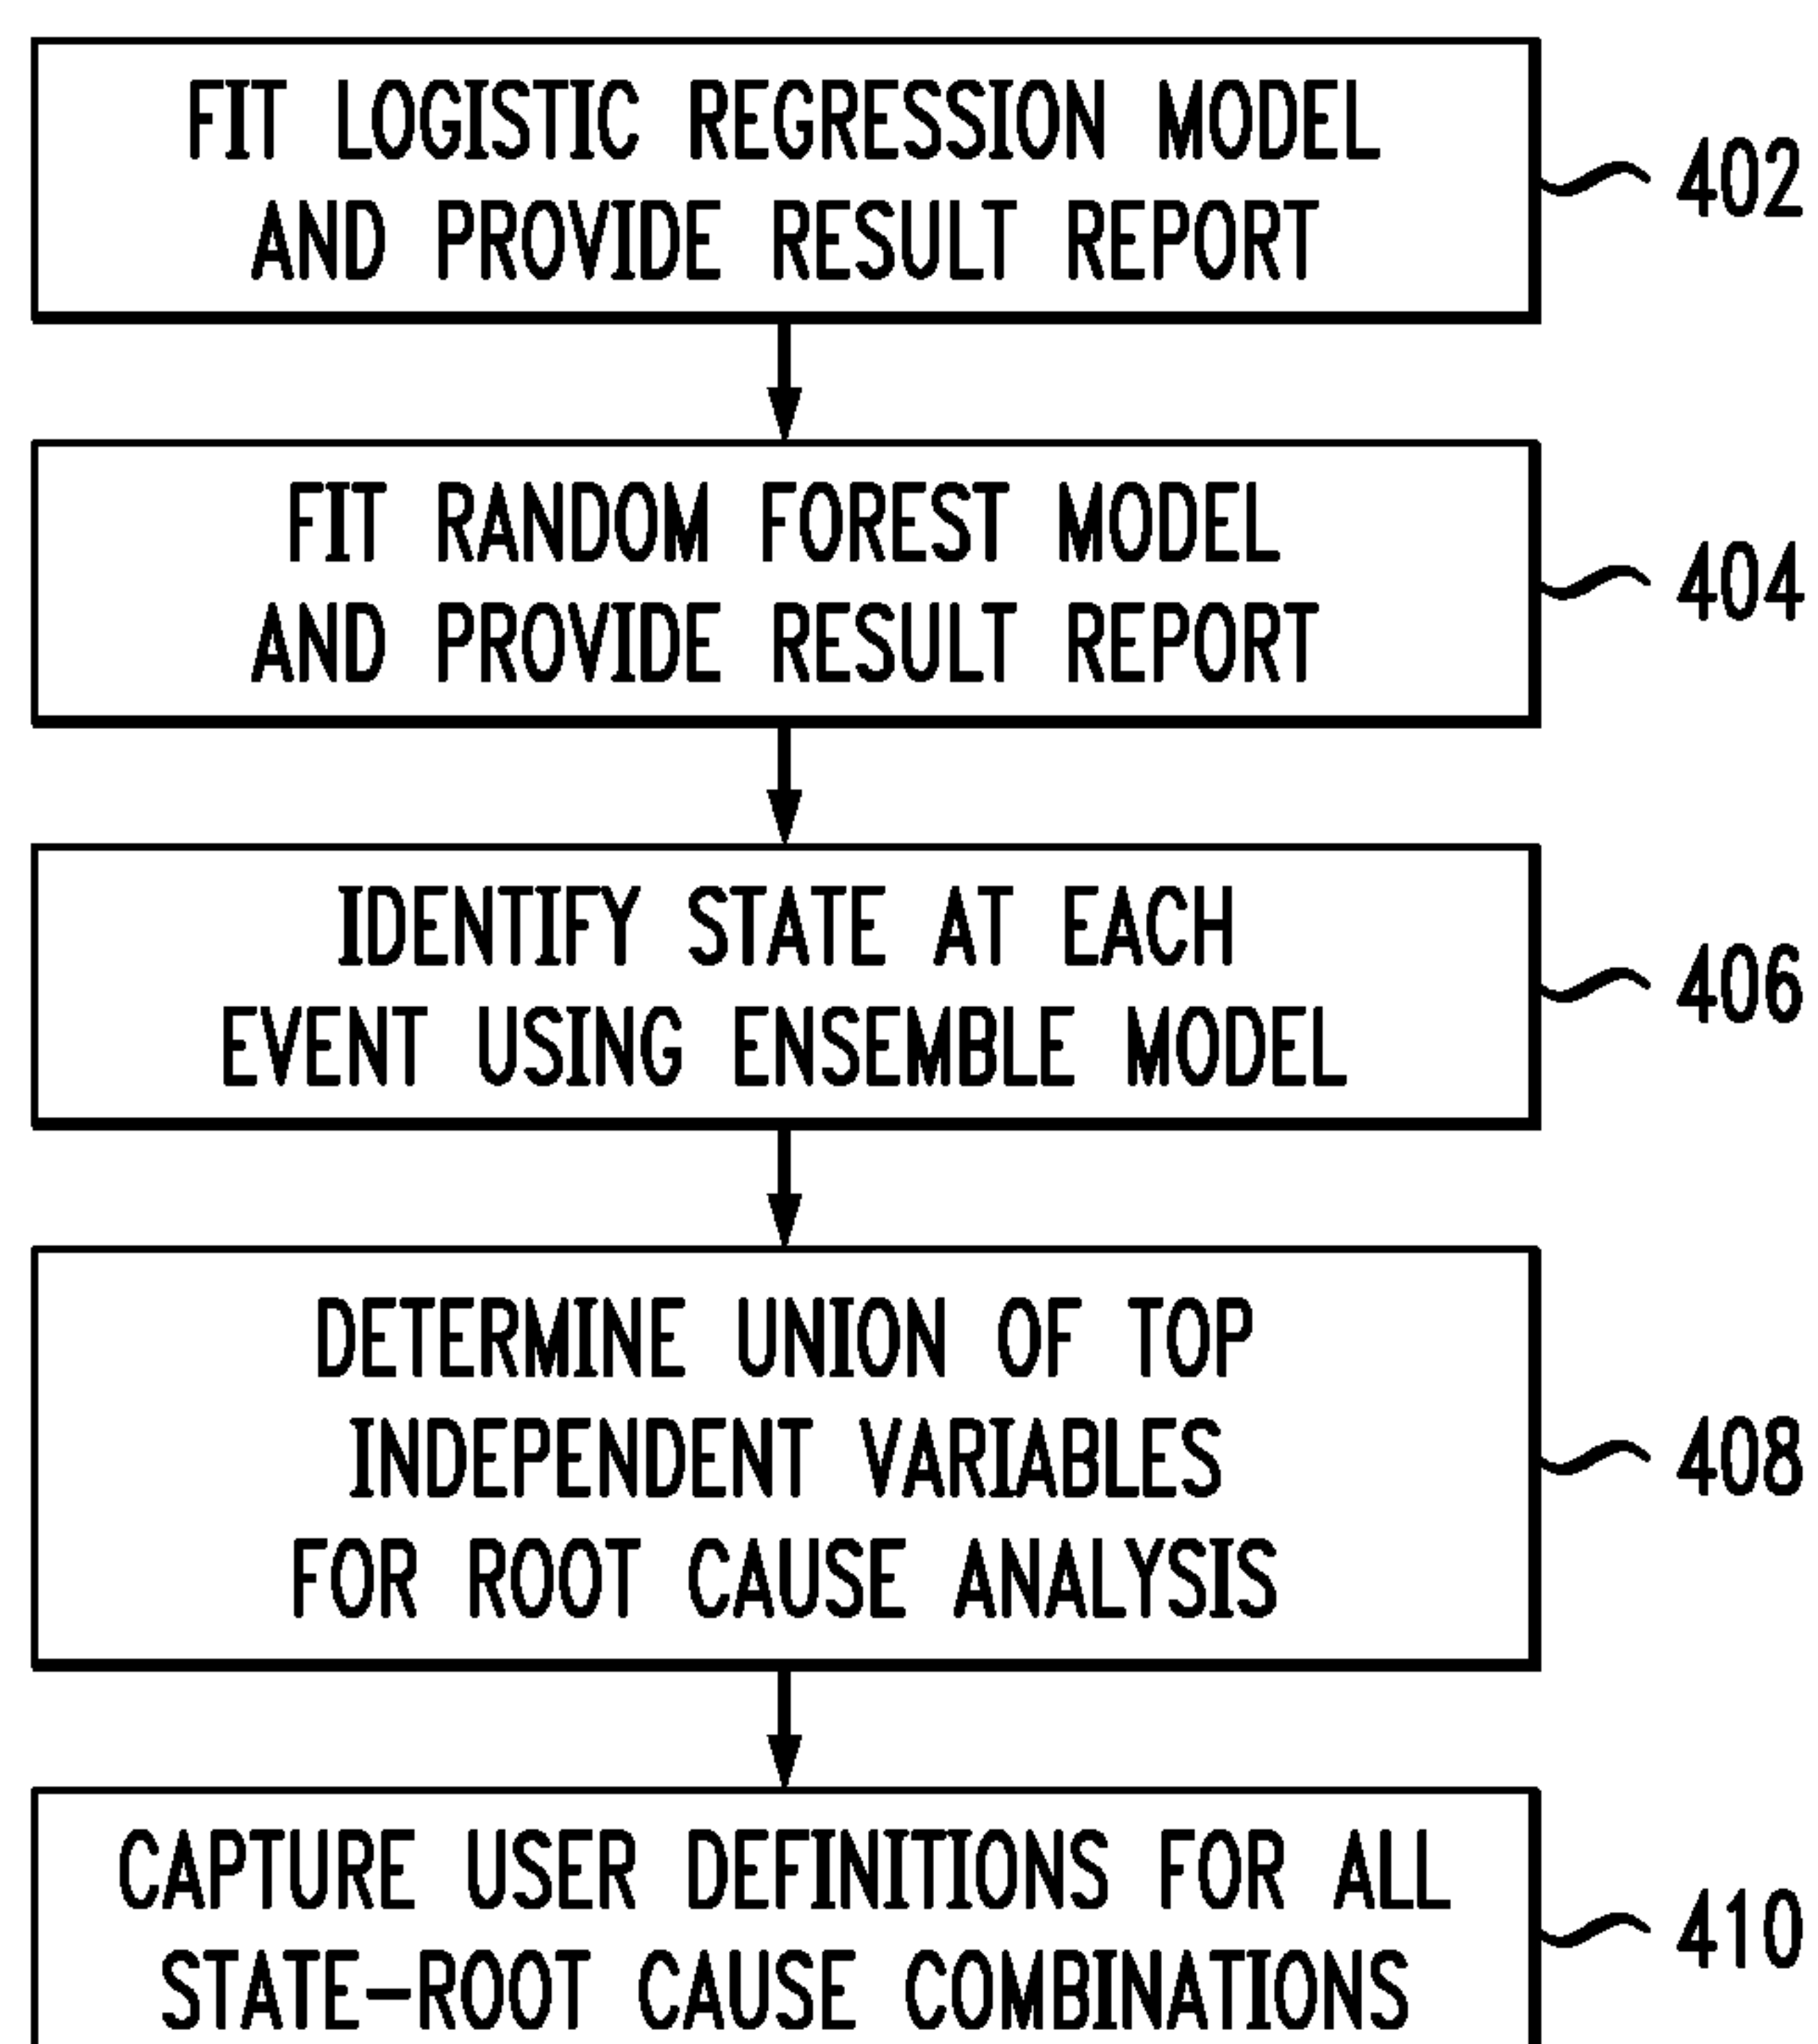 FIT LOGISTIC REGRESSION MODEL
AND PROVIDE RESULT REPORT
402
FIT RANDOM FOREST MODEL
AND PROVIDE RESULT REPORT
404
IDENTIFY STATE AT EACH
EVENT USING ENSEMBLE MODEL
406
DETERMINE UNION OF TOP
INDEPENDENT VARIABLES
FOR ROOT CAUSE ANALYSIS
408
CAPTURE USER DEFINITIONS FOR ALL
STATE-ROOT CAUSE COMBINATIONS
410